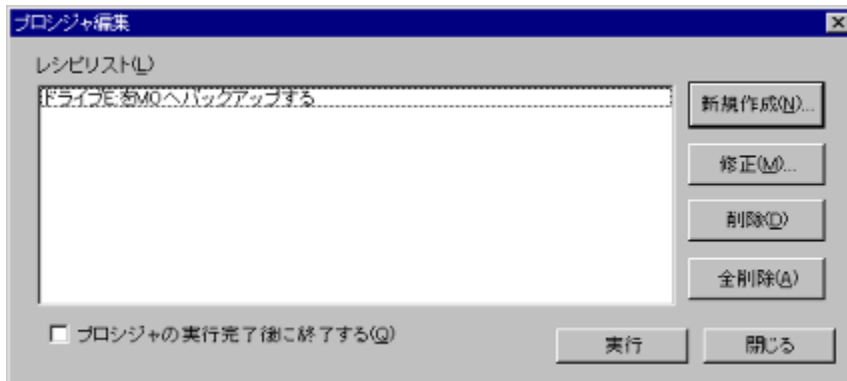 プロシジャ編集
レシピリスト(L)
ドライブE:をMOへバックアップする
新規作成(N)...
修正(M)...
削除(D)
全削除(A)
プロシジャの実行完了後に終了する(Q)
実行
閉じる